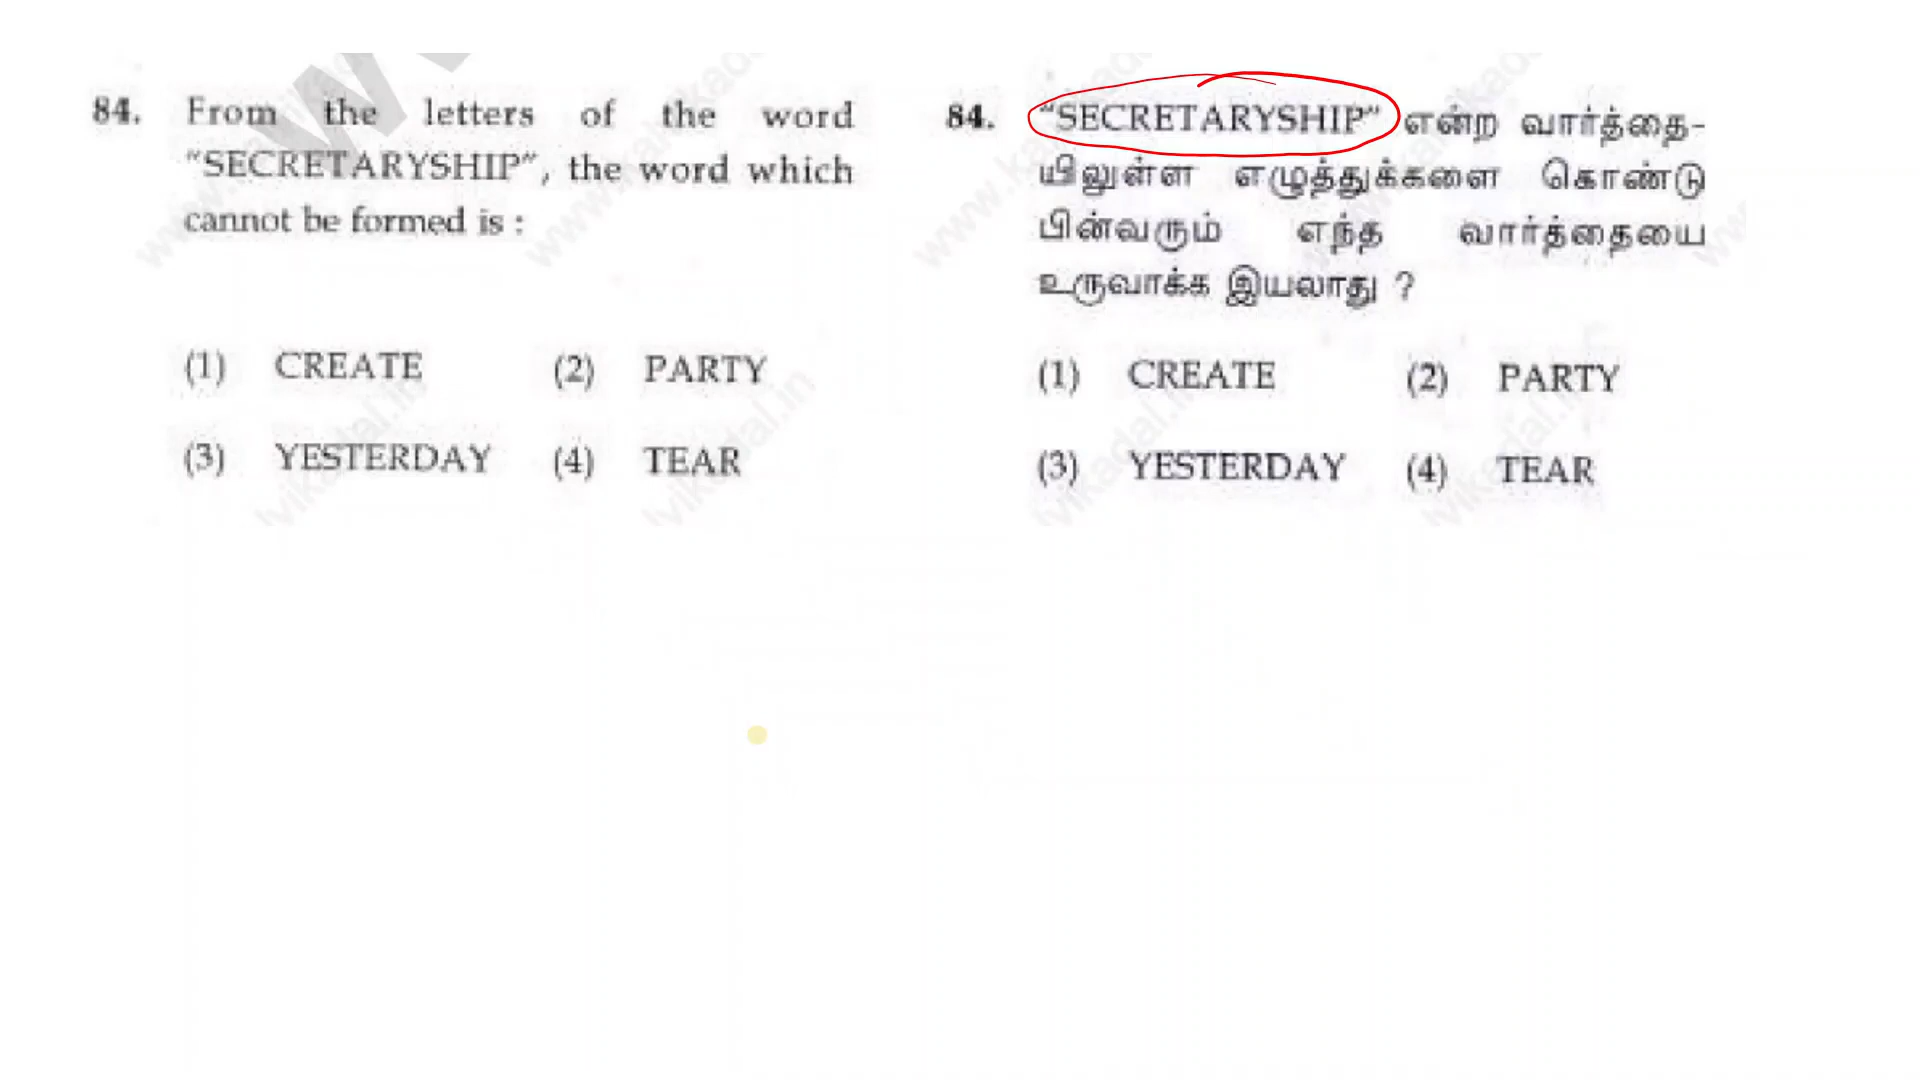 84. From the letters of the word
"SECRETARYSHIP", the word which
cannot be formed is :
(1) CREATE (2) PARTY
(3) YESTERDAY (4) TEAR
84. "SECRETARYSHIP" என்ற வார்த்தை-
யிலுள்ள எழுத்துக்களை கொண்டு
பின்வரும் எந்த வார்த்தையை
உருவாக்க இயலாது ?
(1) CREATE (2) PARTY
(3) YESTERDAY (4) TEAR